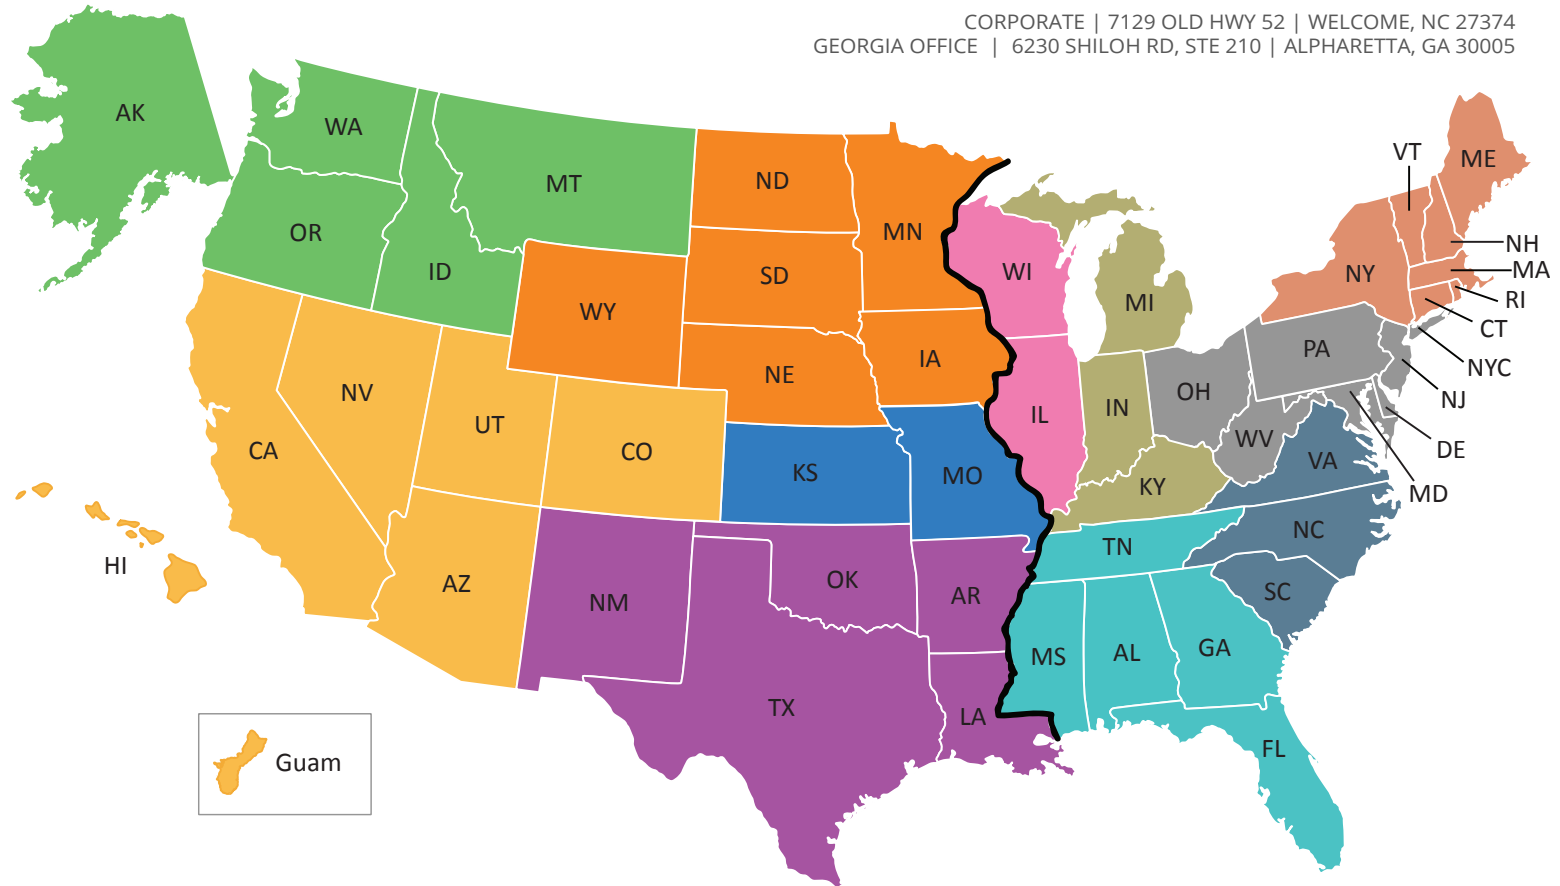 CORPORATE | 7129 OLD HWY 52 | WELCOME, NC 27374
GEORGIA OFFICE | 6230 SHILOH RD, STE 210 | ALPHARETTA, GA 30005
AK
WA
MT
ND
MN
VT
ME
OR
ID
SD
WI
MI
NY
NH
MA
RI
CT
NYC
NJ
DE
MD
WY
NE
IA
IL
IN
OH
PA
WV
VA
CA
NV
UT
CO
KS
MO
KY
NC
TN
SC
HI
AZ
NM
OK
AR
MS
AL
GA
TX
LA
FL
Guam